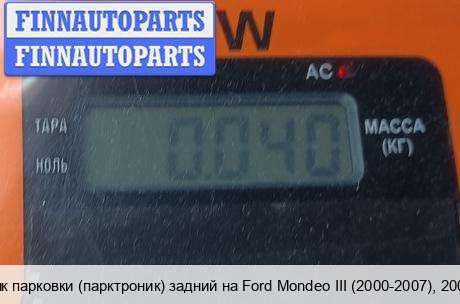 FINNAUTOPARTS
FINNAUTOPARTS
W
AC
ТАРА
0.040
МАССА
(КГ)
НОЛЬ
к парковки (парктроник) задний на Ford Mondeo III (2000-2007), 200